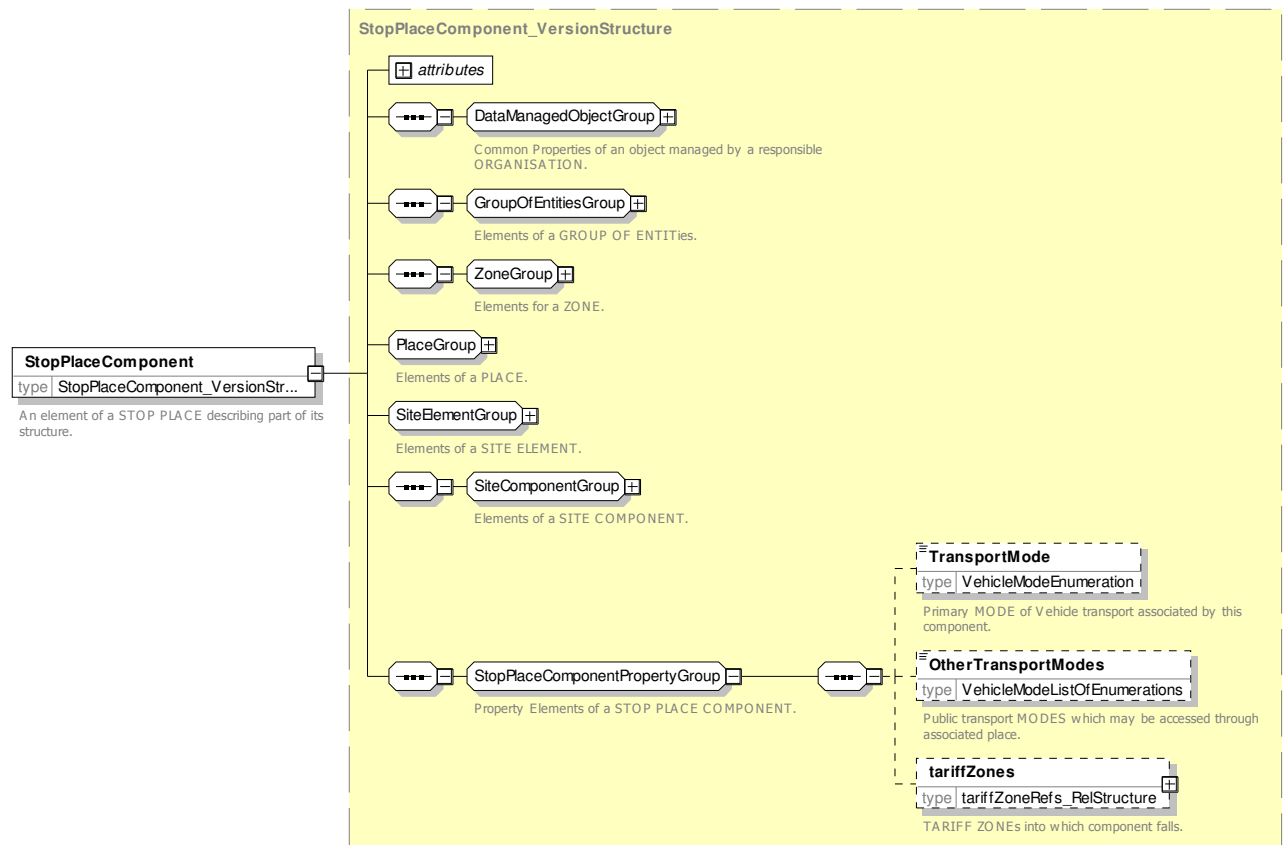 StopPlaceComponent_VersionStructure
attributes
DataManagedObjectGroup
Common Properties of an object managed by a responsible
ORGANISATION.
GroupOfEntitiesGroup
Elements of a GROUP OF ENTITies.
ZoneGroup
Elements for a ZONE.
PlaceGroup
Elements of a PLACE.
StopPlaceComponent
type StopPlaceComponent_VersionStr...
An element of a STOP PLACE describing part of its
structure.
SiteElementGroup
Elements of a SITE ELEMENT.
SiteComponentGroup
Elements of a SITE COMPONENT.
StopPlaceComponentPropertyGroup
Property Elements of a STOP PLACE COMPONENT.
TransportMode
type VehicleModeEnumeration
Primary MODE of Vehicle transport associated by this
component.
OtherTransportModes
type VehicleModeListOfEnumerations
Public transport MODES which may be accessed through
associated place.
tariffZones
type tariffZoneRefs_RelStructure
TARIFF ZONEs into which component falls.